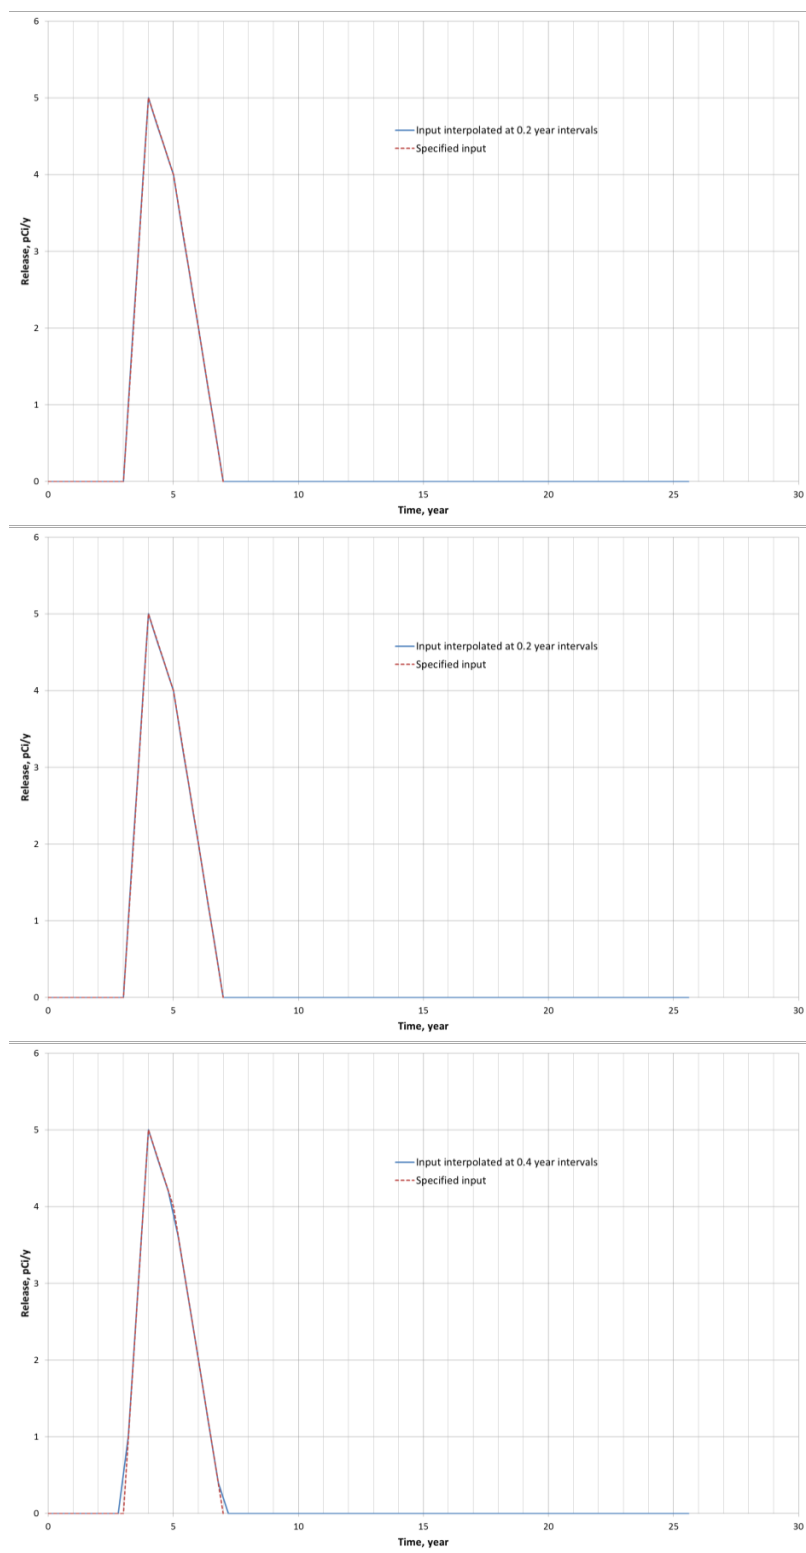 6
5
4
3
2
1
0
Release, pCi/y
Input interpolated at 0.2 year intervals
Specified input
0 5 10 15 20 25 30
Time, year
6
5
4
3
2
1
0
Release, pCi/y
Input interpolated at 0.2 year intervals
Specified input
0 5 10 15 20 25 30
Time, year
6
5
4
3
2
1
0
Release, pCi/y
Input interpolated at 0.4 year intervals
Specified input
0 5 10 15 20 25 30
Time, year